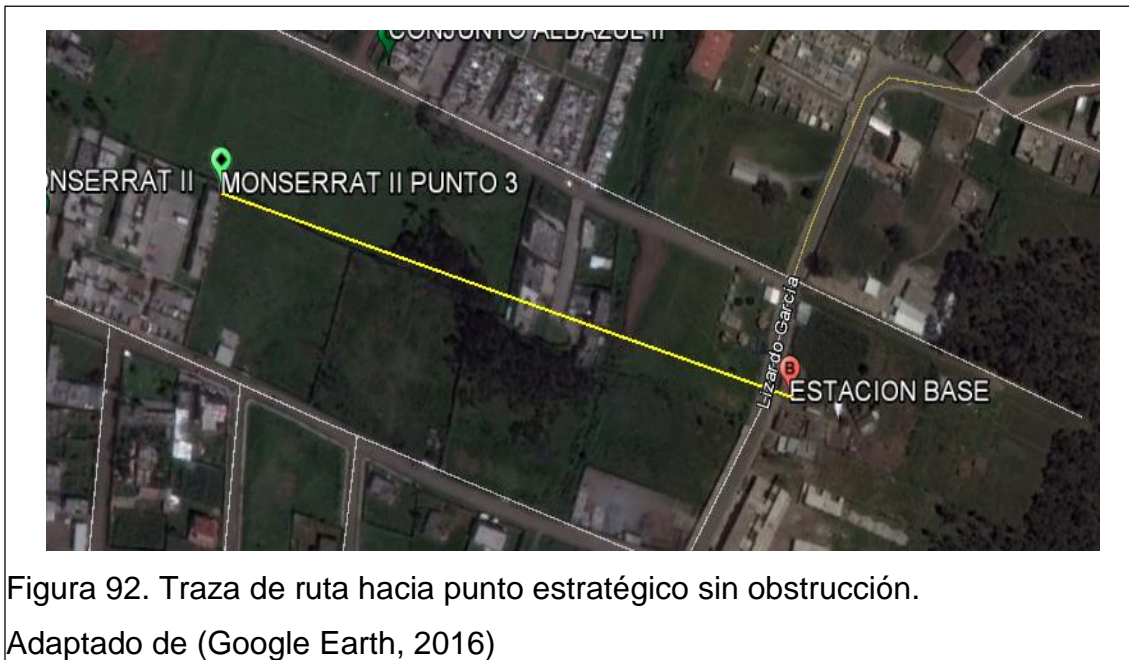 CONJUNTO ALBAZUL II
NSERRAT II
MONSERRAT II PUNTO 3
Lizardo-Garcia
B
ESTACION BASE
Figura 92. Traza de ruta hacia punto estratégico sin obstrucción.
Adaptado de (Google Earth, 2016)